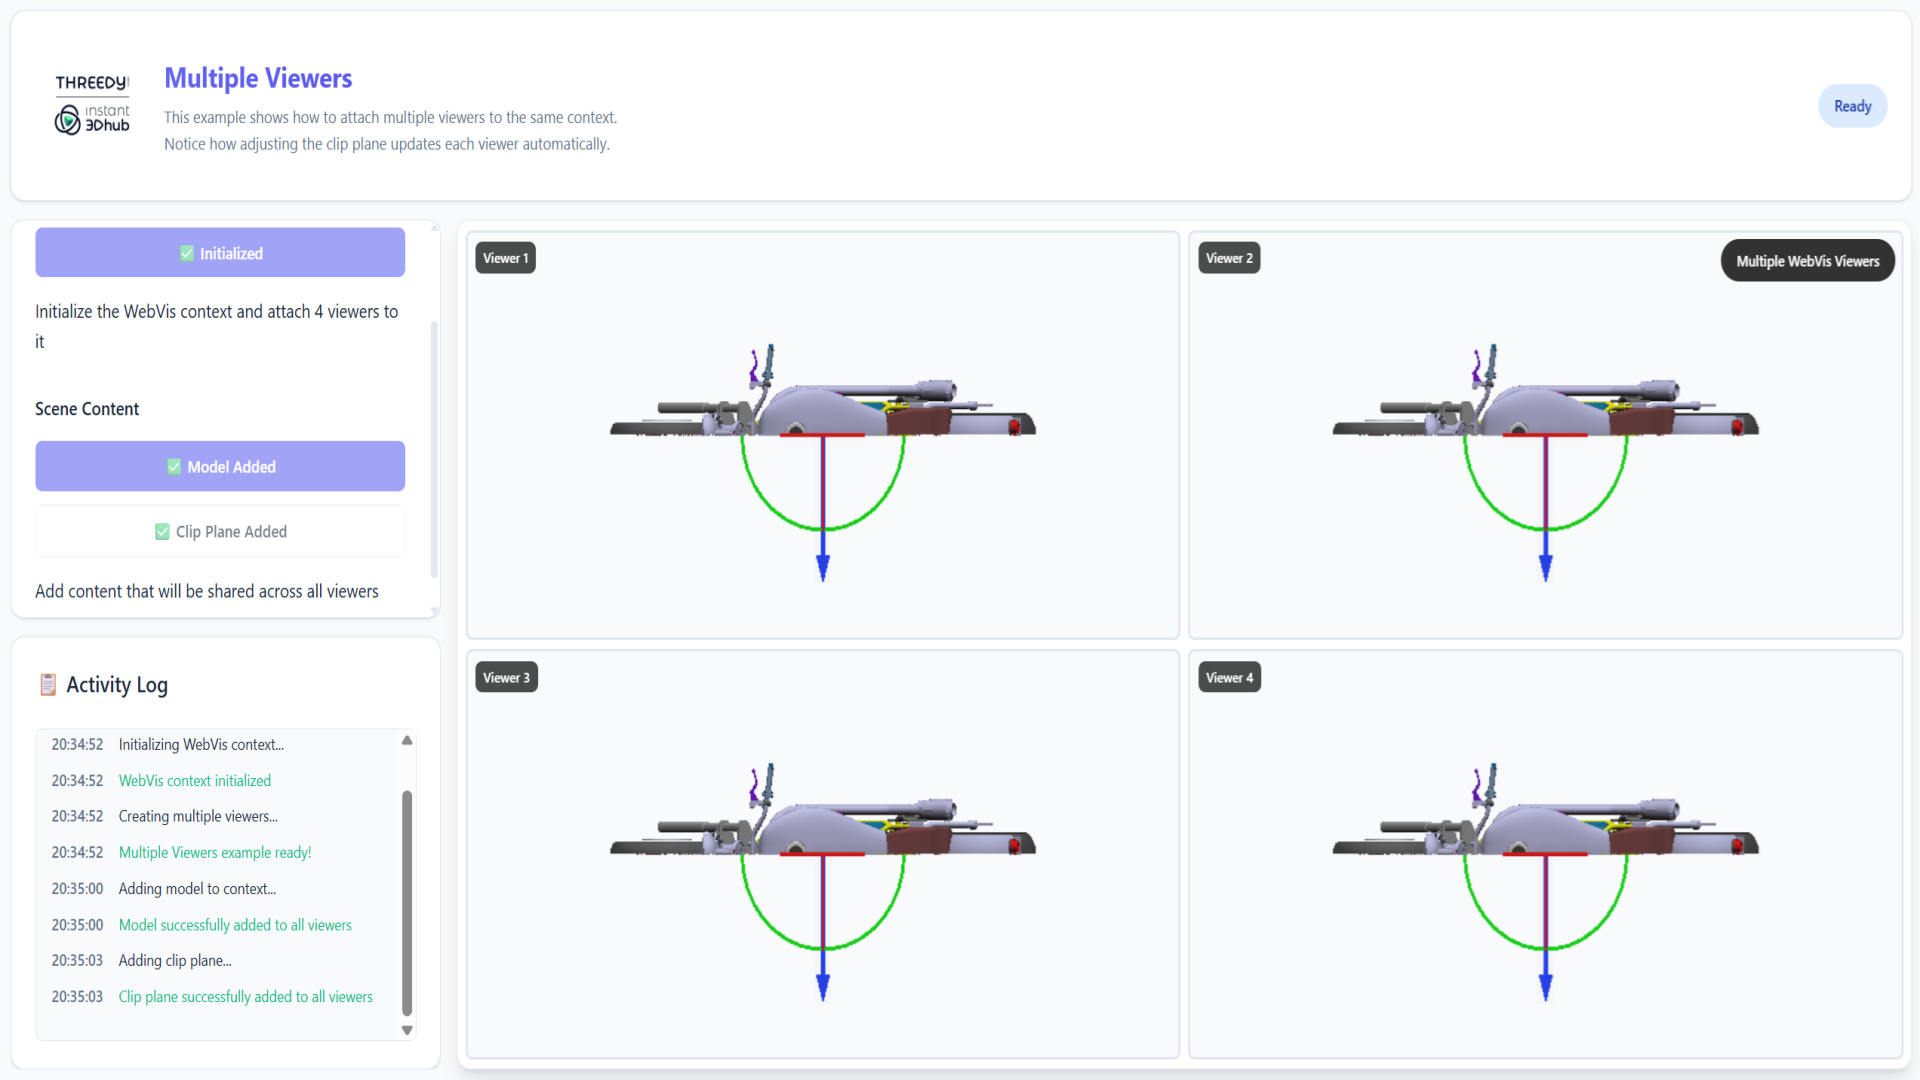 THREEDY
instant
3Dhub
Multiple Viewers
This example shows how to attach multiple viewers to the same context.
Notice how adjusting the clip plane updates each viewer automatically.
Ready
Initialized
Initialize the WebVis context and attach 4 viewers to
it
Scene Content
Model Added
Clip Plane Added
Add content that will be shared across all viewers
Activity Log
20:34:52 Initializing WebVis context...
20:34:52 WebVis context initialized
20:34:52 Creating multiple viewers...
20:34:52 Multiple Viewers example ready!
20:35:00 Adding model to context...
20:35:00 Model successfully added to all viewers
20:35:03 Adding clip plane...
20:35:03 Clip plane successfully added to all viewers
Viewer 1
Viewer 2
Multiple WebVis Viewers
Viewer 3
Viewer 4